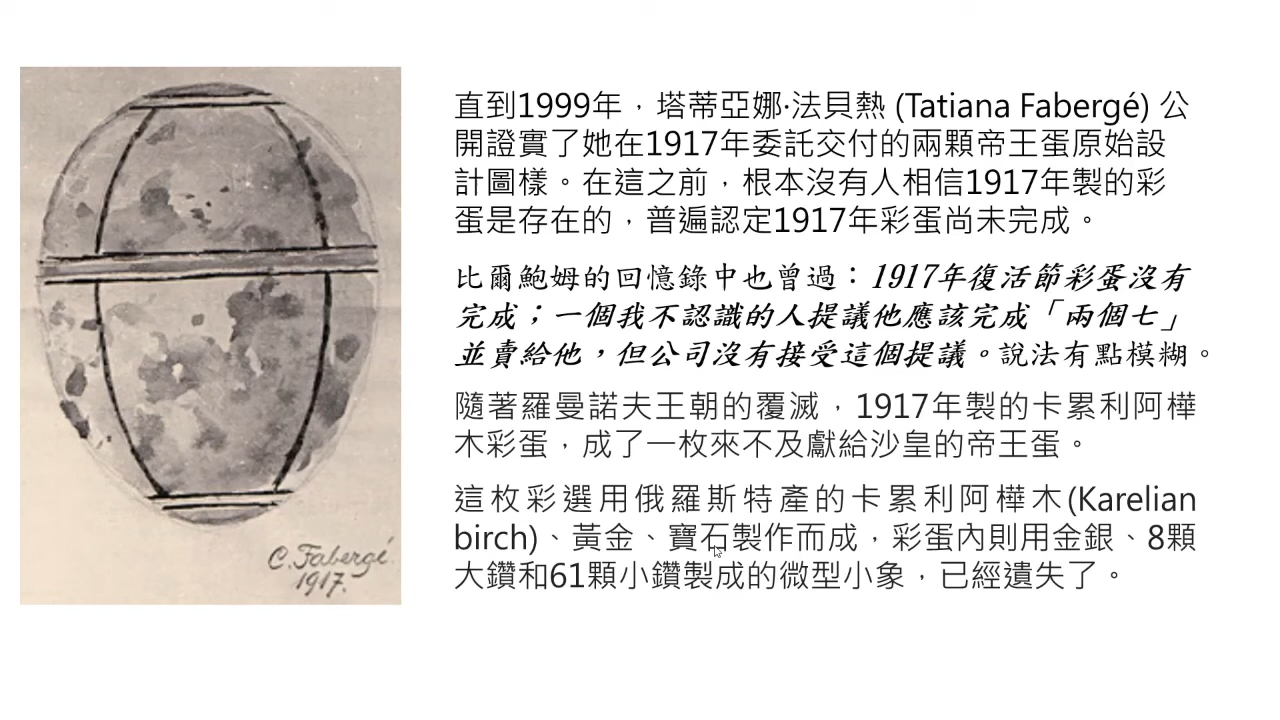 直到1999年，塔蒂亞娜·法貝熱 (Tatiana Fabergé) 公
開證實了她在1917年委託交付的兩顆帝王蛋原始設
計圖樣。在這之前，根本沒有人相信1917年製的彩
蛋是存在的，普遍認定1917年彩蛋尚未完成。
比爾鮑姆的回憶錄中也曾過：1917年復活節彩蛋沒有
完成；一個我不認識的人提議他應該完成「兩個七」
並賣給他，但公司沒有接受這個提議。說法有點模糊。
隨著羅曼諾夫王朝的覆滅，1917年製的卡累利阿樺
木彩蛋，成了一枚來不及獻給沙皇的帝王蛋。
這枚彩選用俄羅斯特產的卡累利阿樺木(Karelian
birch)、黃金、寶石製作而成，彩蛋內則用金銀、8顆
大鑽和61顆小鑽製成的微型小象，已經遺失了。
C. Fabergé.
1917.